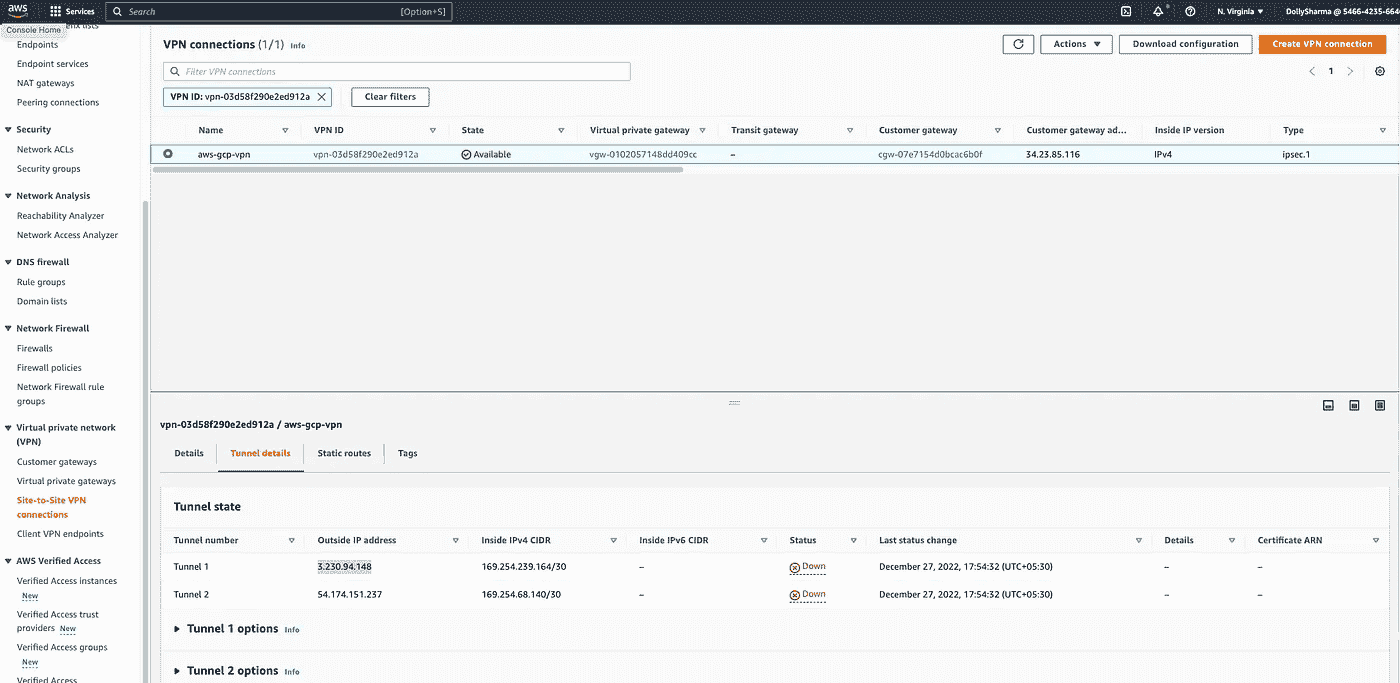 aws
Services
Search
[Option+S]
N. Virginia
DollySharma @ 5466-4235-664
Console Home
Endpoints
Endpoint services
NAT gateways
Peering connections
Security
Network ACLs
Security groups
Network Analysis
Reachability Analyzer
Network Access Analyzer
DNS firewall
Rule groups
Domain lists
Network Firewall
Firewalls
Firewall policies
Network Firewall rule
groups
Virtual private network
(VPN)
Customer gateways
Virtual private gateways
Site-to-Site VPN
connections
Client VPN endpoints
AWS Verified Access
Verified Access instances
New
Verified Access trust
providers New
Verified Access groups
New
Verified Access
VPN connections (1/1) Info
Actions
Download configuration
Create VPN connection
Filter VPN connections
1
VPN ID: vpn-03d58f290e2ed912a
Clear filters
Name VPN ID State Virtual private gateway Transit gateway Customer gateway Customer gateway ad... Inside IP version Type
aws-gcp-vpn vpn-03d58f290e2ed912a Available vgw-0102057148dd409cc – cgw-07e7154d0bcac6b0f 34.23.85.116 IPv4 ipsec.1
vpn-03d58f290e2ed912a / aws-gcp-vpn
Details Tunnel details Static routes Tags
Tunnel state
Tunnel number Outside IP address Inside IPv4 CIDR Inside IPv6 CIDR Status Last status change Details Certificate ARN
Tunnel 1 3.230.94.148 169.254.239.164/30 – Down December 27, 2022, 17:54:32 (UTC+05:30) – –
Tunnel 2 54.174.151.237 169.254.68.140/30 – Down December 27, 2022, 17:54:32 (UTC+05:30) – –
Tunnel 1 options Info
Tunnel 2 options Info